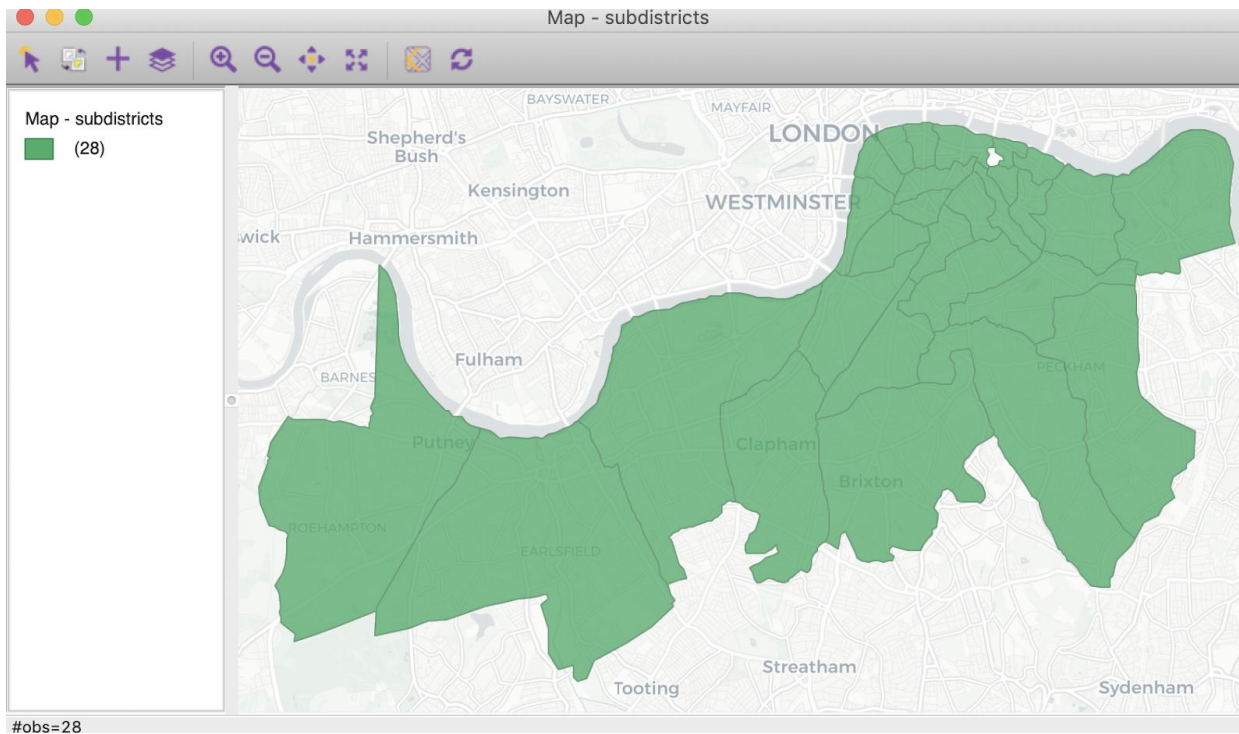 Map - subdistricts
Map - subdistricts
(28)
BAYSWATER
MAYFAIR
Shepherd's
Bush
LONDON
Kensington
WESTMINSTER
wick
Hammersmith
Fulham
BARNES
PECKHAM
Putney
Clapham
Brixton
ROEHAMPTON
EARLSFIELD
Streatham
Tooting
Sydenham
#obs=28